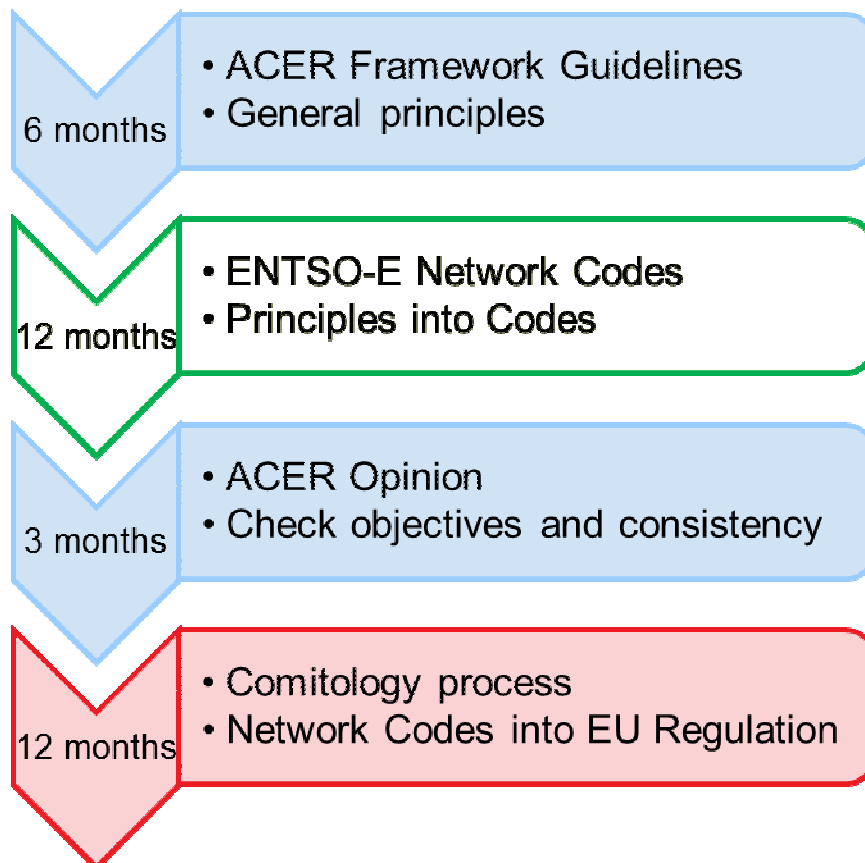 • ACER Framework Guidelines
• General principles
6 months
• ENTSO-E Network Codes
• Principles into Codes
12 months
• ACER Opinion
• Check objectives and consistency
3 months
• Comitology process
• Network Codes into EU Regulation
12 months